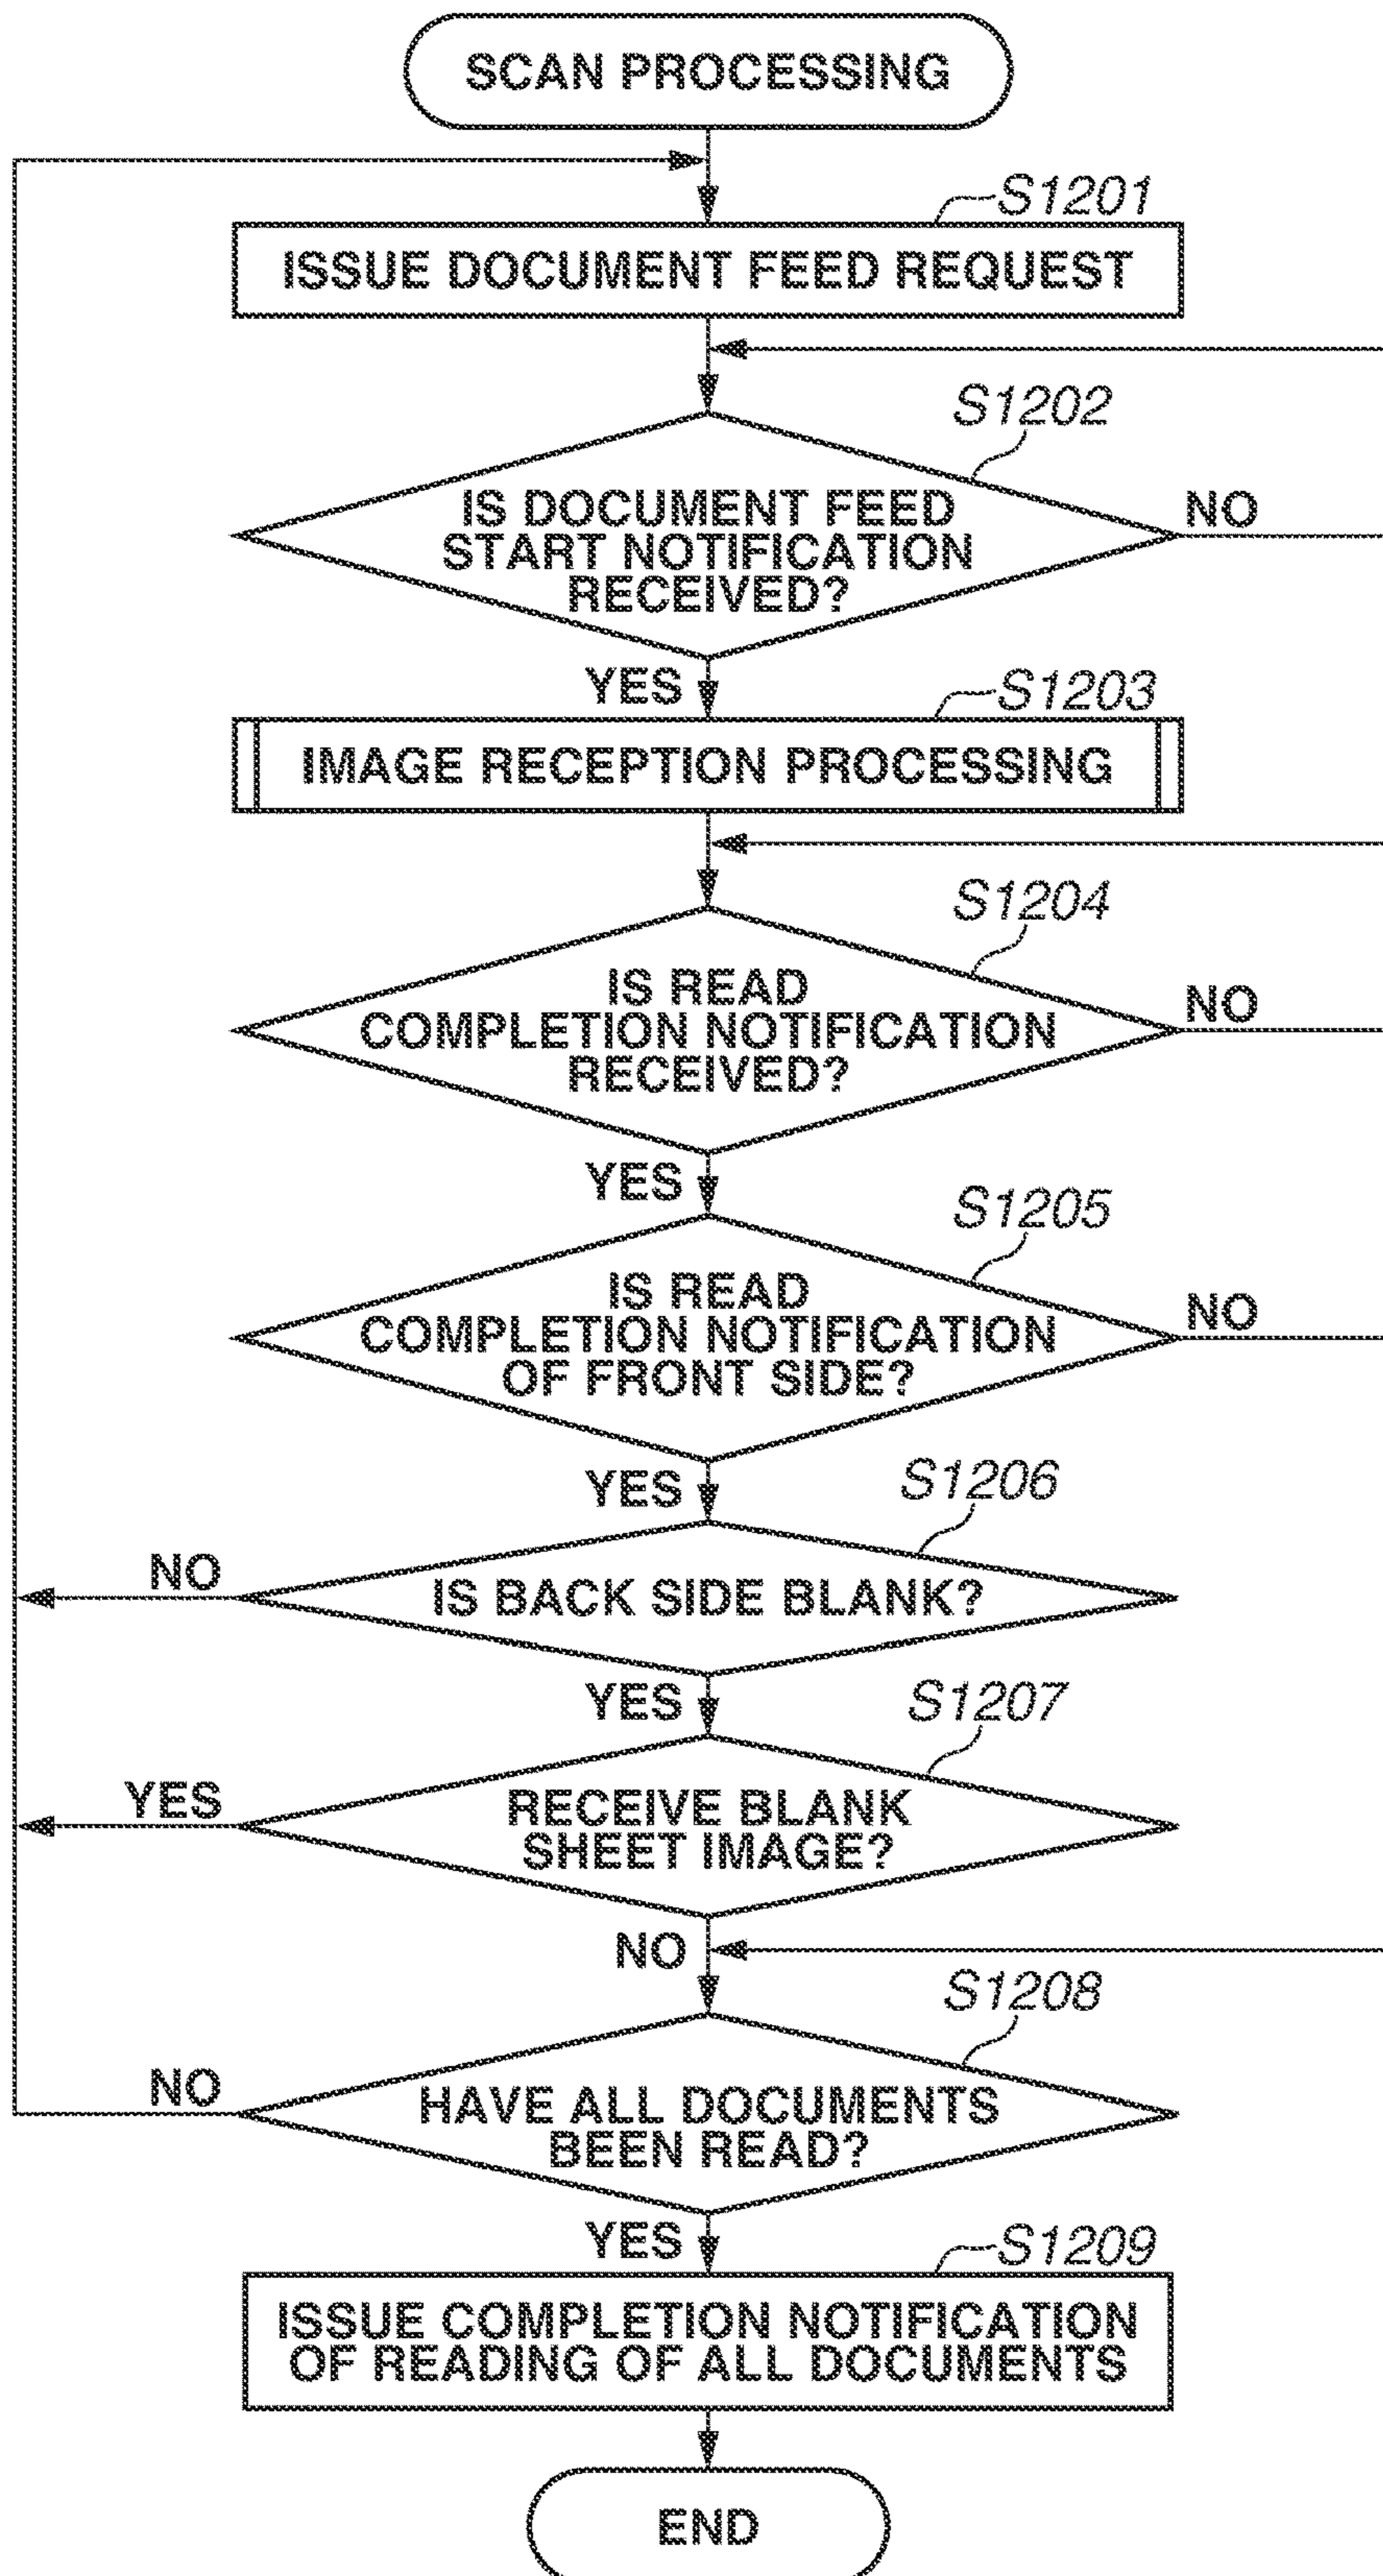 SCAN PROCESSING
S1201
ISSUE DOCUMENT FEED REQUEST
S1202
IS DOCUMENT FEED
START NOTIFICATION
RECEIVED?
NO
YES
S1203
IMAGE RECEPTION PROCESSING
S1204
IS READ
COMPLETION NOTIFICATION
RECEIVED?
NO
YES
S1205
IS READ
COMPLETION NOTIFICATION
OF FRONT SIDE?
NO
YES
S1206
NO
IS BACK SIDE BLANK?
YES
S1207
YES
RECEIVE BLANK
SHEET IMAGE?
NO
S1208
NO
HAVE ALL DOCUMENTS
BEEN READ?
YES
S1209
ISSUE COMPLETION NOTIFICATION
OF READING OF ALL DOCUMENTS
END